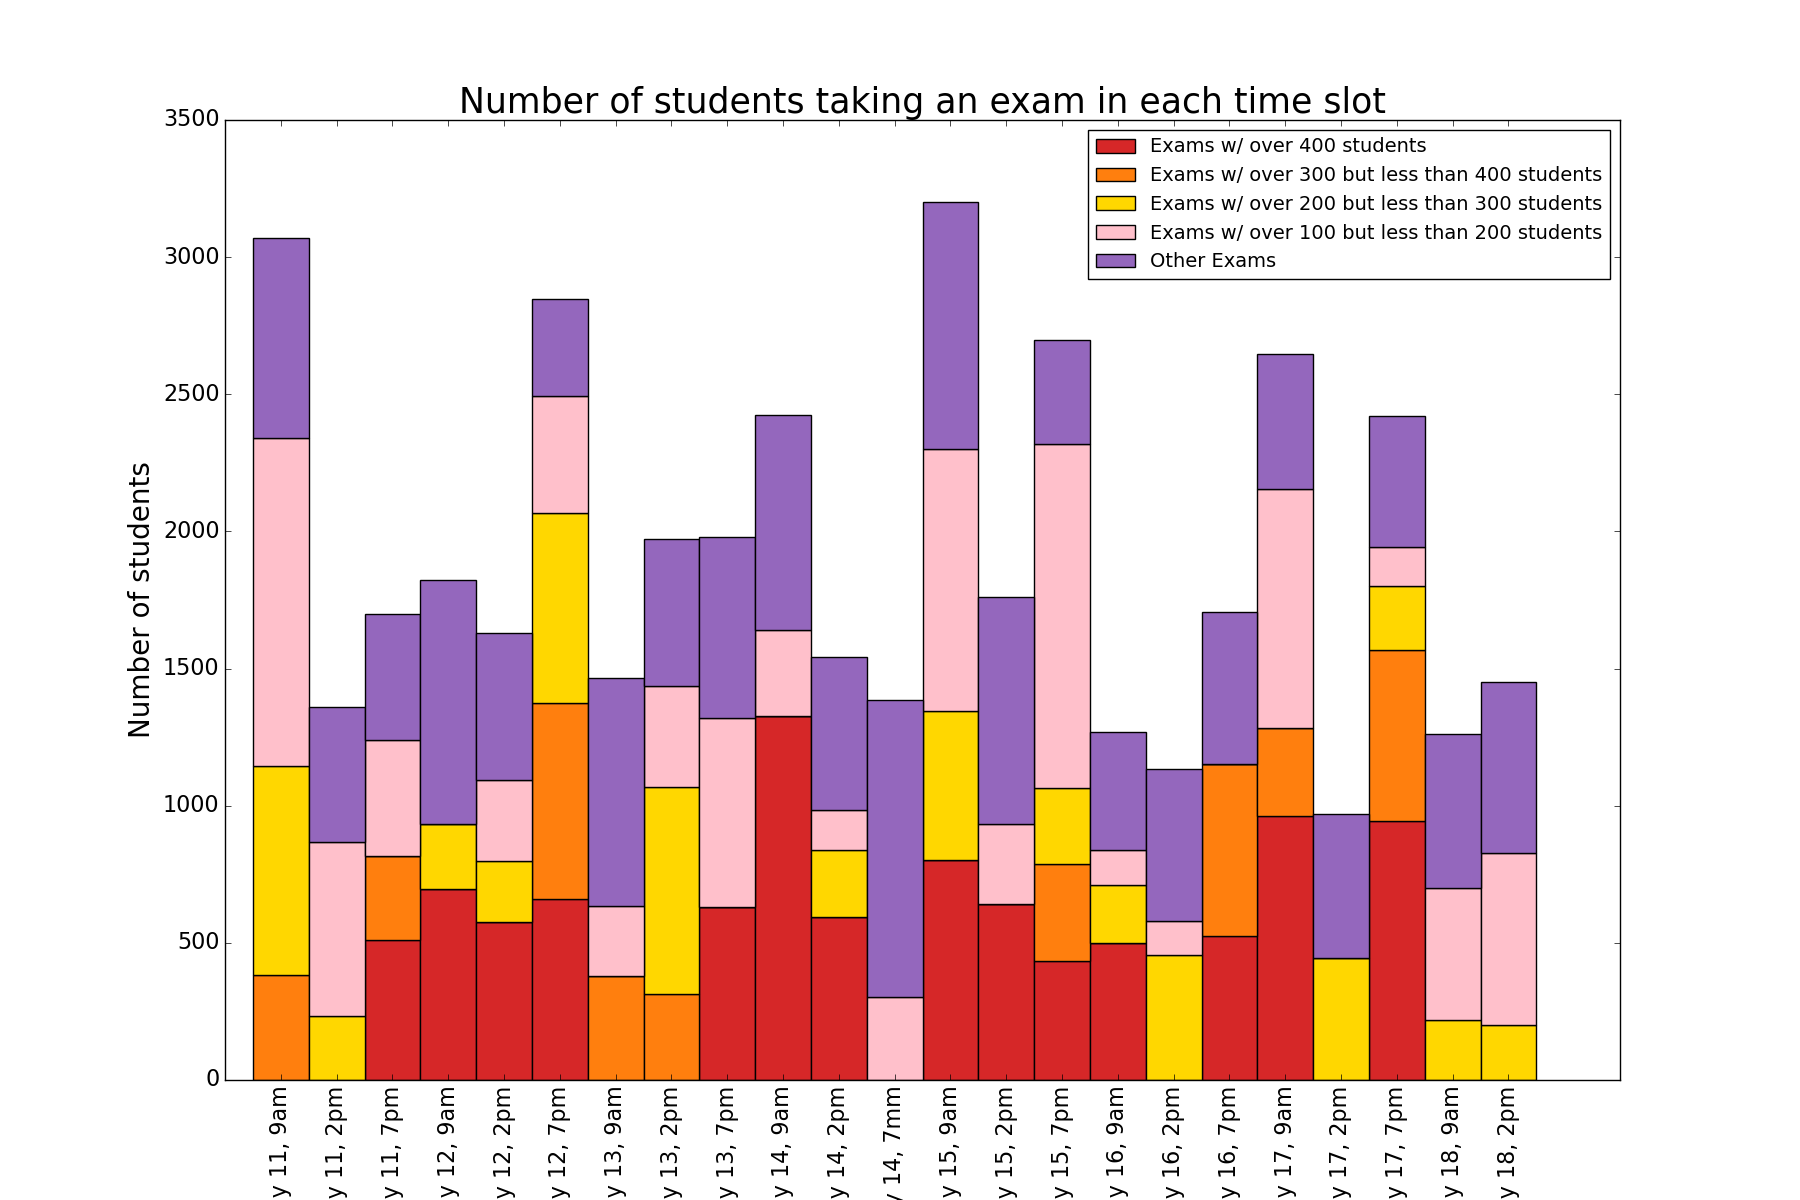 Number of students taking an exam in each time slot
3500
3000
2500
2000
1500
1000
500
0
Number of students
Exams w/ over 400 students
Exams w/ over 300 but less than 400 students
Exams w/ over 200 but less than 300 students
Exams w/ over 100 but less than 200 students
Other Exams
y 11, 9am
y 11, 2pm
y 11, 7pm
y 12, 9am
y 12, 2pm
y 12, 7pm
y 13, 9am
y 13, 2pm
y 13, 7pm
y 14, 9am
y 14, 2pm
y 14, 7mm
y 15, 9am
y 15, 2pm
y 15, 7pm
y 16, 9am
y 16, 2pm
y 16, 7pm
y 17, 9am
y 17, 2pm
y 17, 7pm
y 18, 9am
y 18, 2pm